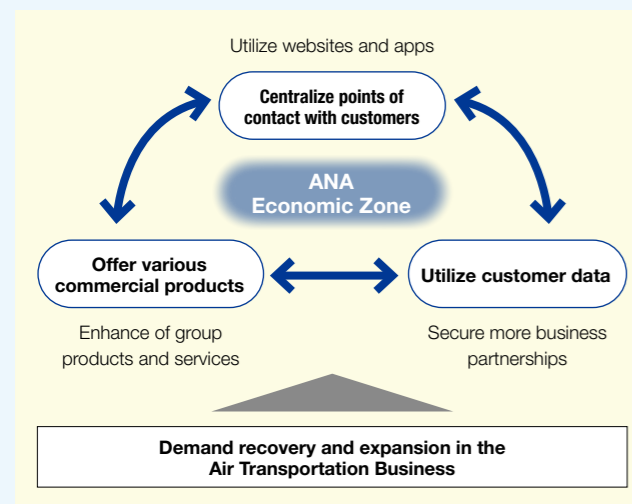 Utilize websites and apps
Centralize points of
contact with customers
ANA
Economic Zone
Offer various
commercial products
Utilize customer data
Enhance of group
products and services
Secure more business
partnerships
Demand recovery and expansion in the
Air Transportation Business